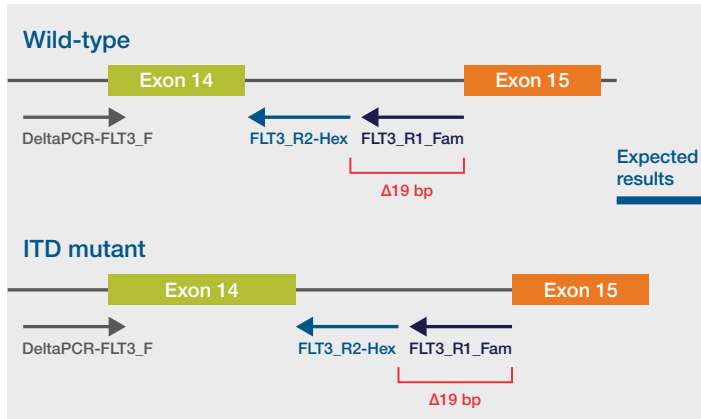 Wild-type
Exon 14
Exon 15
DeltaPCR-FLT3_F
FLT3_R2-Hex
FLT3_R1_Fam
Δ19 bp
Expected
results
ITD mutant
Exon 14
Exon 15
DeltaPCR-FLT3_F
FLT3_R2-Hex
FLT3_R1_Fam
Δ19 bp